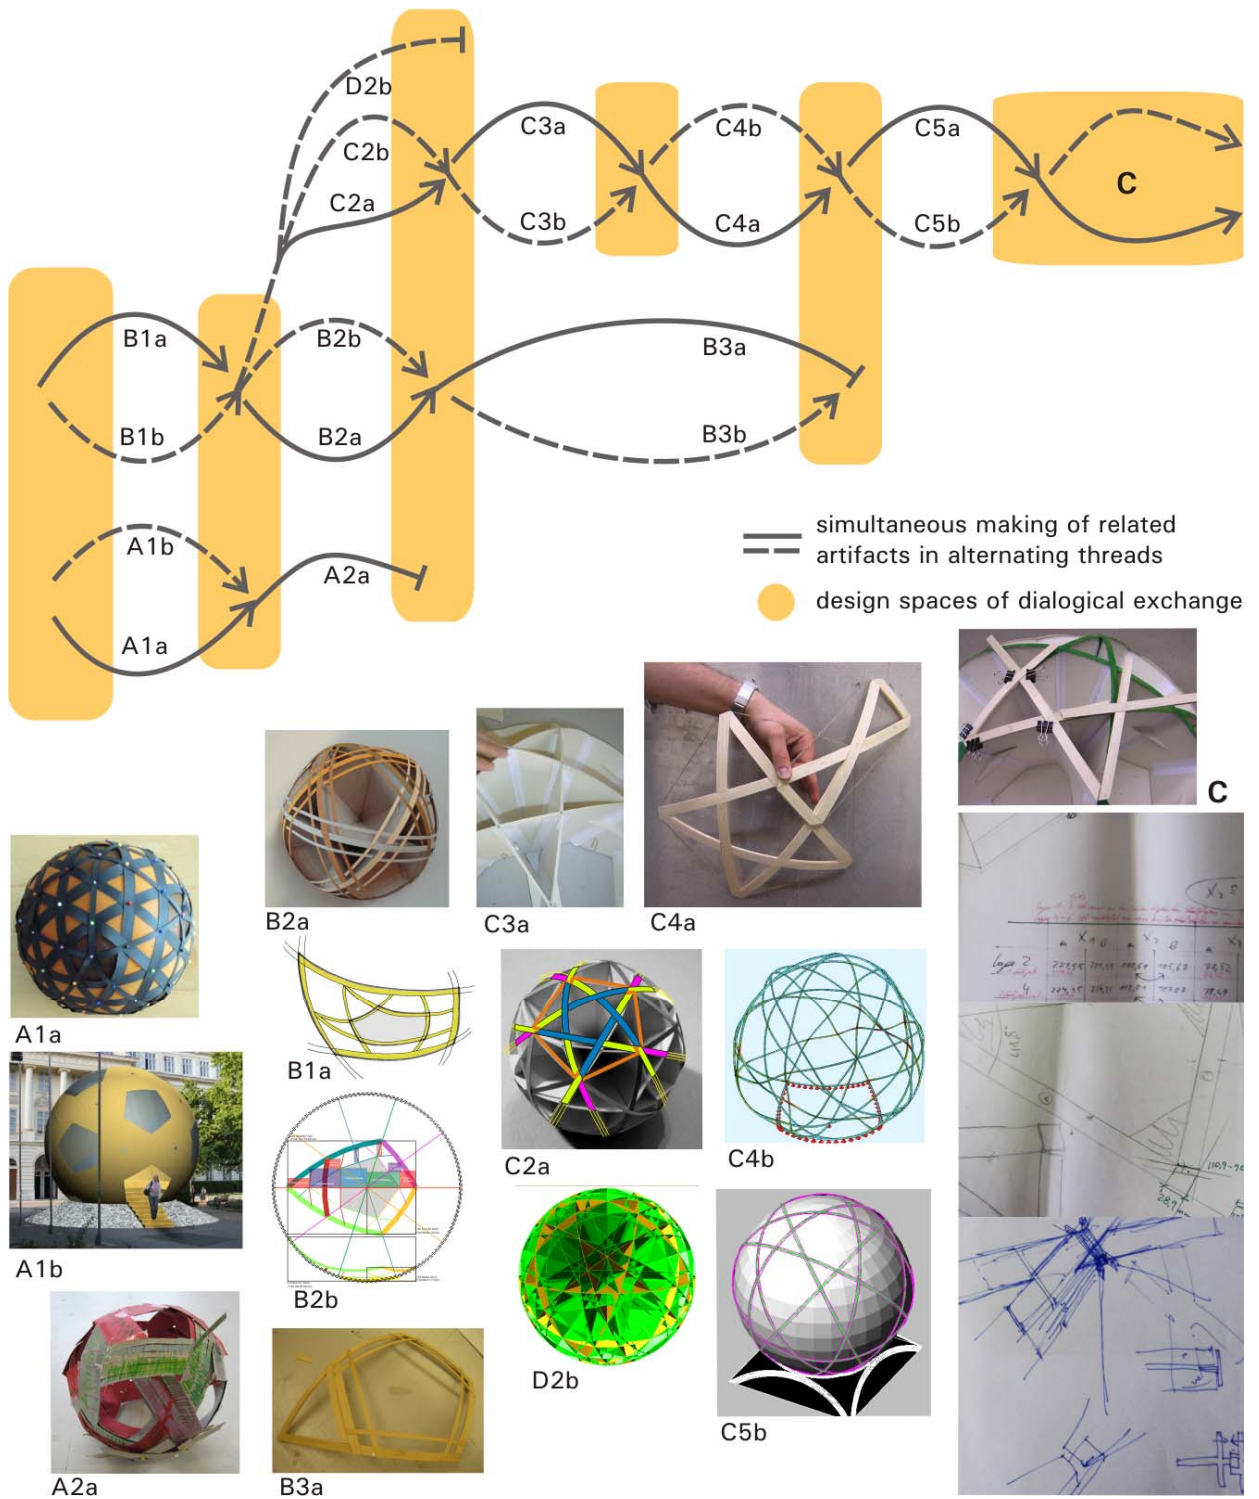 D2b
C2b
C2a
C3a
C3b
C4b
C4a
C5a
C5b
C
B1a
B1b
B2b
B2a
B3a
B3b
A1b
A1a
A2a
simultaneous making of related
artifacts in alternating threads
design spaces of dialogical exchange
C
B2a
C3a
C4a
A1a
B1a
C2a
C4b
A1b
B2b
D2b
C5b
A2a
B3a